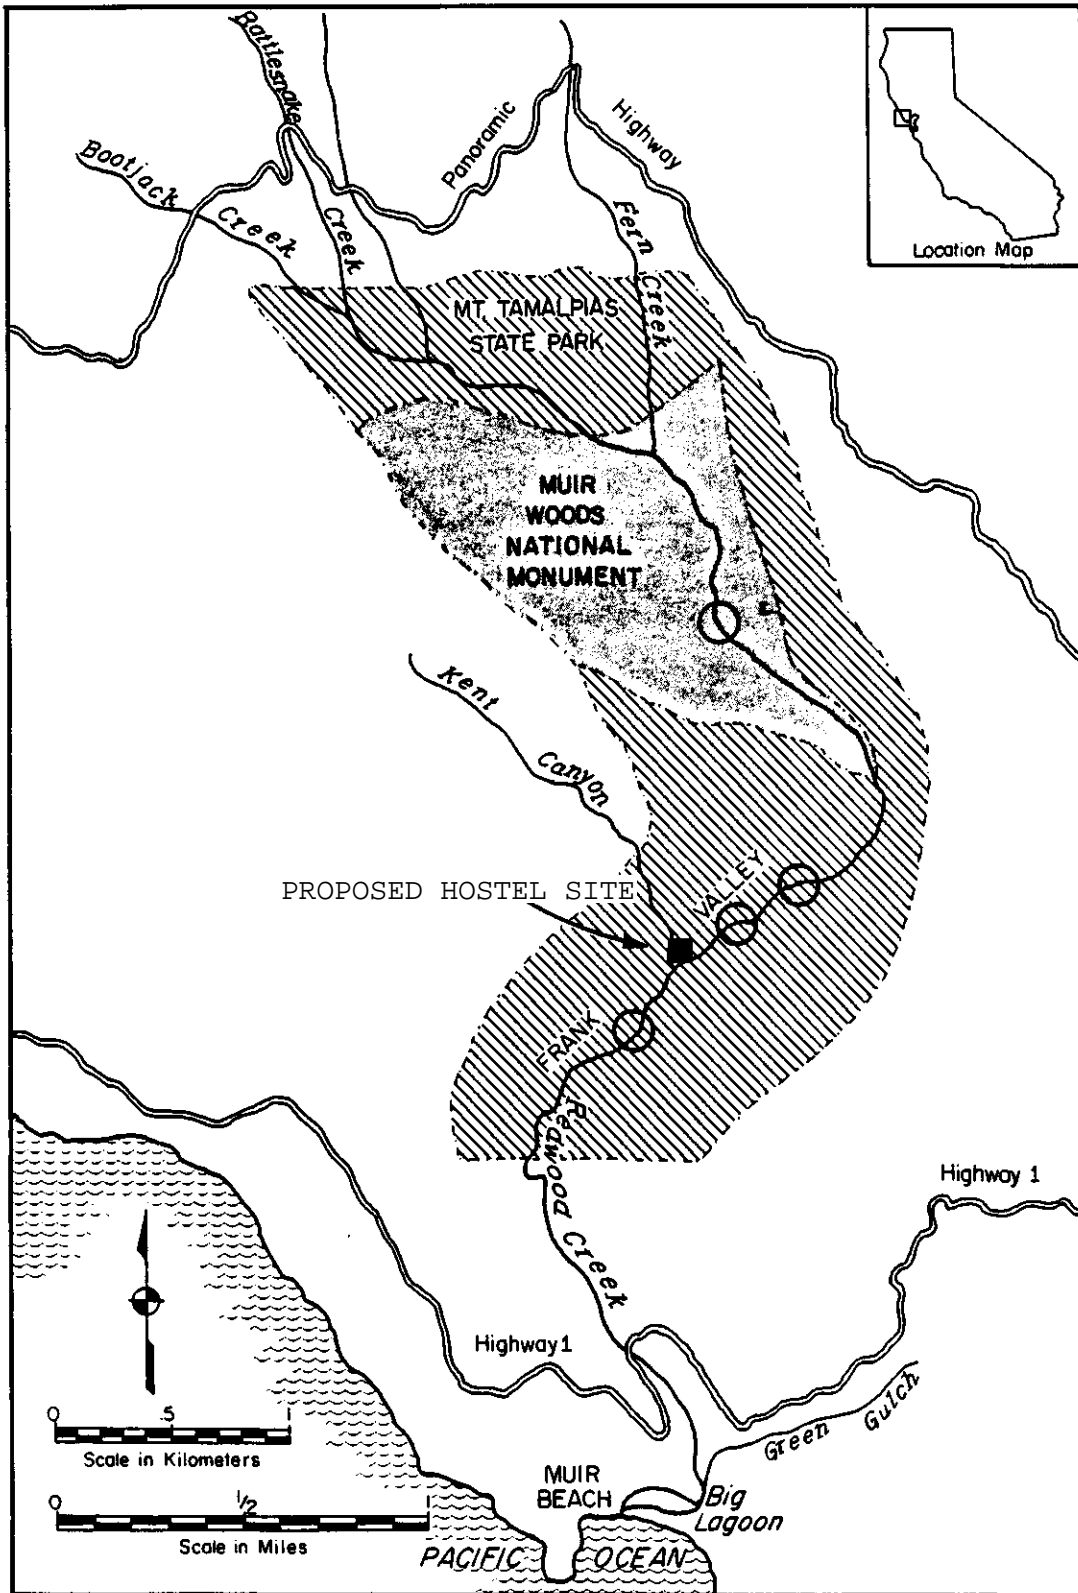 Rattlesnake
Creek
Bootjack
Creek
Panoramic
Highway
Fern
Creek
Location Map
MT. TAMALPIAS
STATE PARK
MUIR
WOODS
NATIONAL
MONUMENT
Kent
Canyon
PROPOSED HOSTEL SITE
FRANK
VALLEY
Redwood Creek
Highway 1
Highway 1
Green Gulch
0 .5
Scale in Kilometers
0 1/2
Scale in Miles
MUIR
BEACH
Big
Lagoon
PACIFIC OCEAN